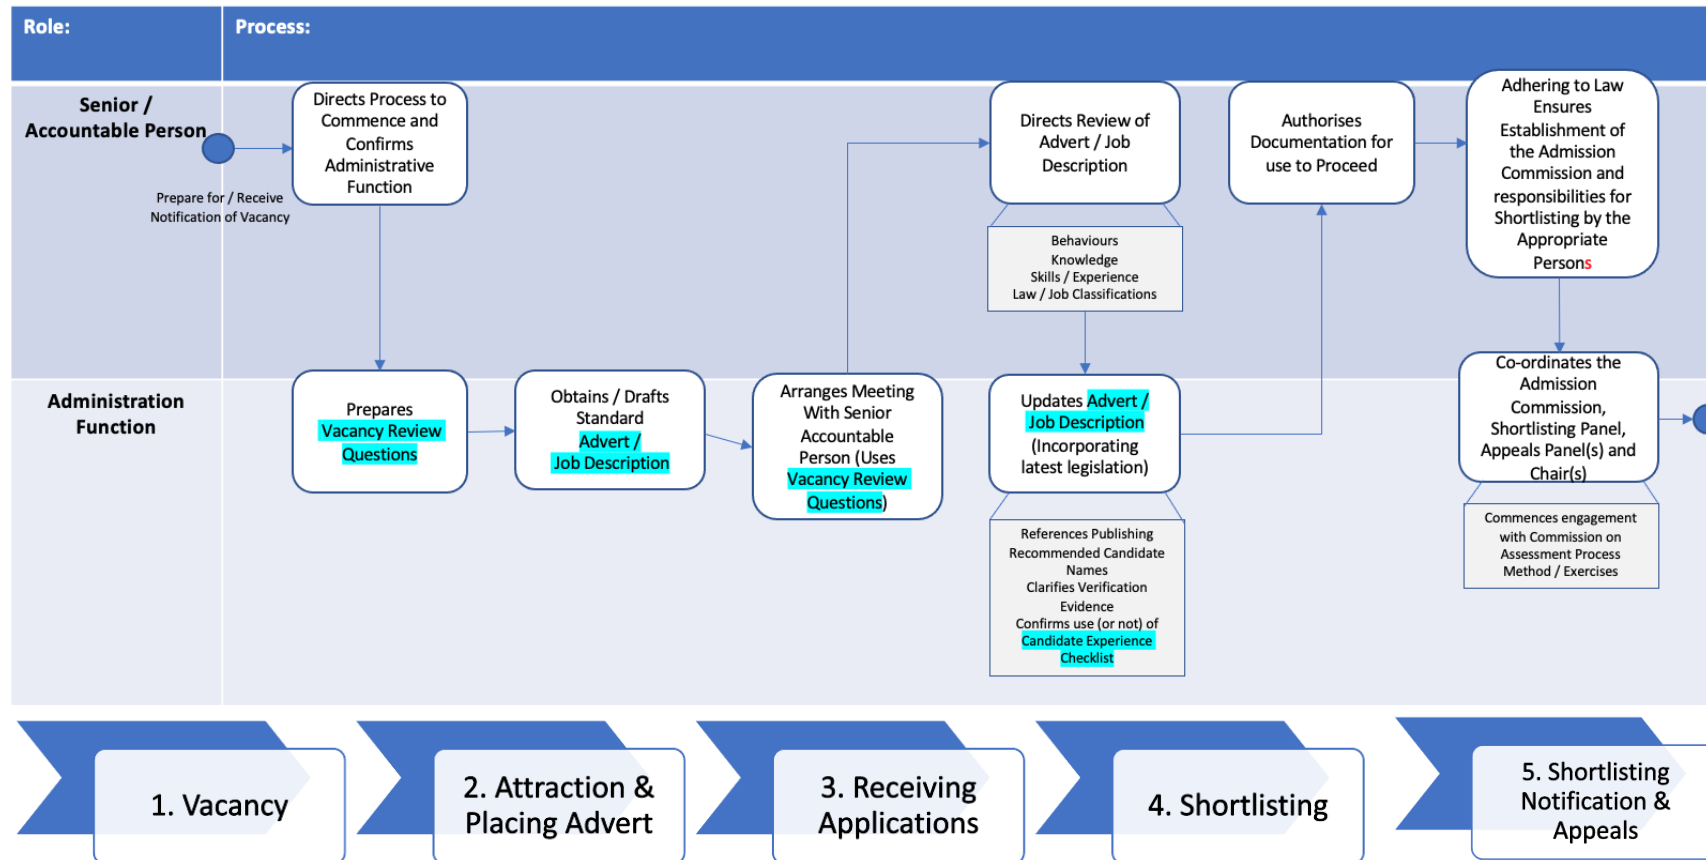 Role:
Process:
Senior /
Accountable Person
Prepare for / Receive
Notification of Vacancy
Directs Process to
Commence and
Confirms
Administrative
Function
Directs Review of
Advert / Job
Description
Behaviours
Knowledge
Skills / Experience
Law / Job Classifications
Authorises
Documentation for
use to Proceed
Adhering to Law
Ensures
Establishment of
the Admission
Commission and
responsibilities for
Shortlisting by the
Appropriate
Persons
Administration
Function
Prepares
Vacancy Review
Questions
Obtains / Drafts
Standard
Advert /
Job Description
Arranges Meeting
With Senior
Accountable
Person (Uses
Vacancy Review
Questions)
Updates Advert /
Job Description
(Incorporating
latest legislation)
References Publishing
Recommended Candidate
Names
Clarifies Verification
Evidence
Confirms use (or not) of
Candidate Experience
Checklist
Co-ordinates the
Admission
Commission,
Shortlisting Panel,
Appeals Panel(s) and
Chair(s)
Commences engagement
with Commission on
Assessment Process
Method / Exercises
1. Vacancy
2. Attraction &
Placing Advert
3. Receiving
Applications
4. Shortlisting
5. Shortlisting
Notification &
Appeals